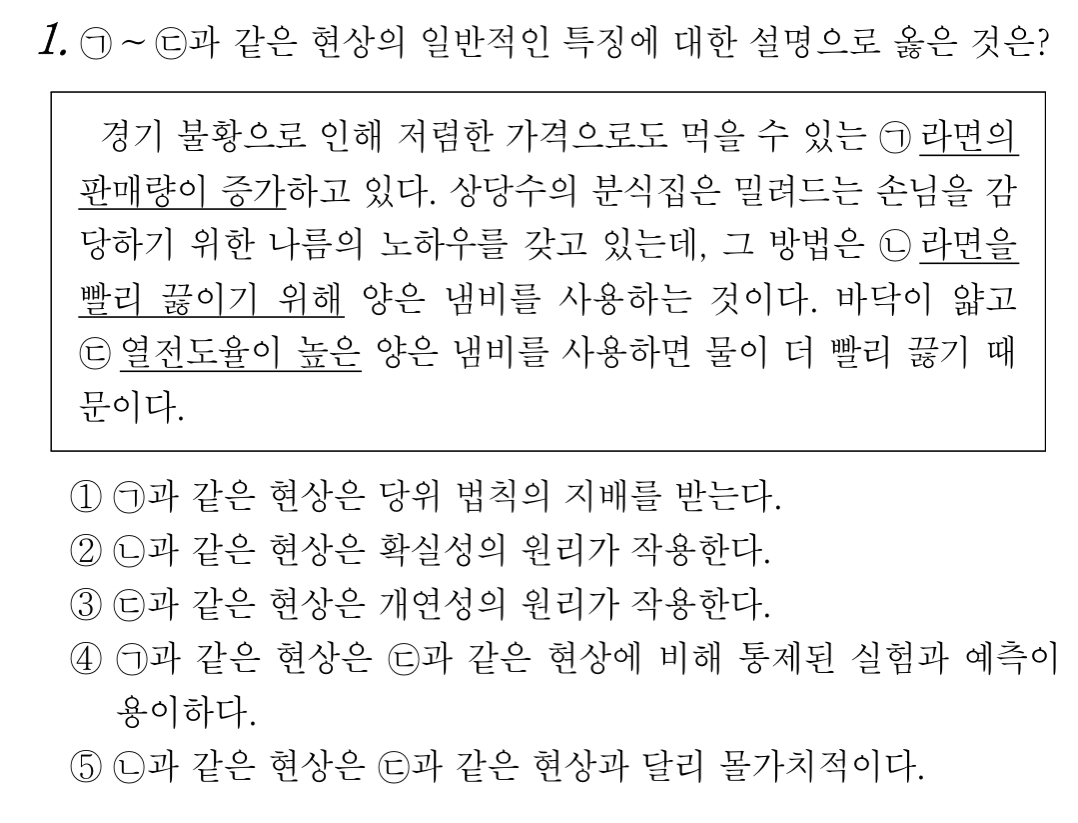 1. ㉠ ~ ㉢과 같은 현상의 일반적인 특징에 대한 설명으로 옳은 것은?
경기 불황으로 인해 저렴한 가격으로도 먹을 수 있는 ㉠ 라면의
판매량이 증가하고 있다. 상당수의 분식집은 밀려드는 손님을 감
당하기 위한 나름의 노하우를 갖고 있는데, 그 방법은 ㉡ 라면을
빨리 끓이기 위해 양은 냄비를 사용하는 것이다. 바닥이 얇고
㉢ 열전도율이 높은 양은 냄비를 사용하면 물이 더 빨리 끓기 때
문이다.
① ㉠과 같은 현상은 당위 법칙의 지배를 받는다.
② ㉡과 같은 현상은 확실성의 원리가 작용한다.
③ ㉢과 같은 현상은 개연성의 원리가 작용한다.
④ ㉠과 같은 현상은 ㉢과 같은 현상에 비해 통제된 실험과 예측이
용이하다.
⑤ ㉡과 같은 현상은 ㉢과 같은 현상과 달리 몰가치적이다.